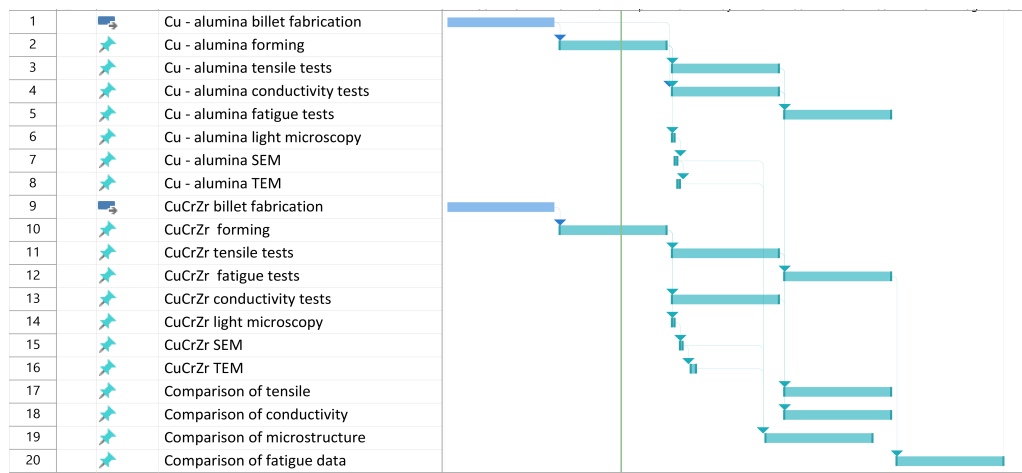 1 Cu - alumina billet fabrication
2 Cu - alumina forming
3 Cu - alumina tensile tests
4 Cu - alumina conductivity tests
5 Cu - alumina fatigue tests
6 Cu - alumina light microscopy
7 Cu - alumina SEM
8 Cu - alumina TEM
9 CuCrZr billet fabrication
10 CuCrZr  forming
11 CuCrZr tensile tests
12 CuCrZr  fatigue tests
13 CuCrZr conductivity tests
14 CuCrZr light microscopy
15 CuCrZr SEM
16 CuCrZr TEM
17 Comparison of tensile
18 Comparison of conductivity
19 Comparison of microstructure
20 Comparison of fatigue data